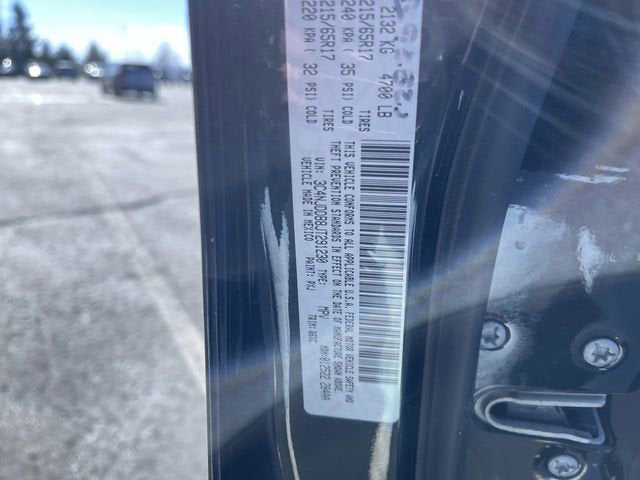 2132 KG 4700 LB
215/65R17 TIRES
240 KPA ( 35 PSI) COLD
215/65R17 TIRES
220 KPA ( 32 PSI) COLD
THIS VEHICLE CONFORMS TO ALL APPLICABLE U.S.A. FEDERAL MOTOR VEHICLE SAFETY AND
THEFT PREVENTION STANDARDS IN EFFECT ON THE DATE OF MANUFACTURE SHOWN ABOVE.
VIN: 3C4NJDDB8JT291230 TYPE: MPV
VEHICLE MADE IN MEXICO PAINT: PXJ